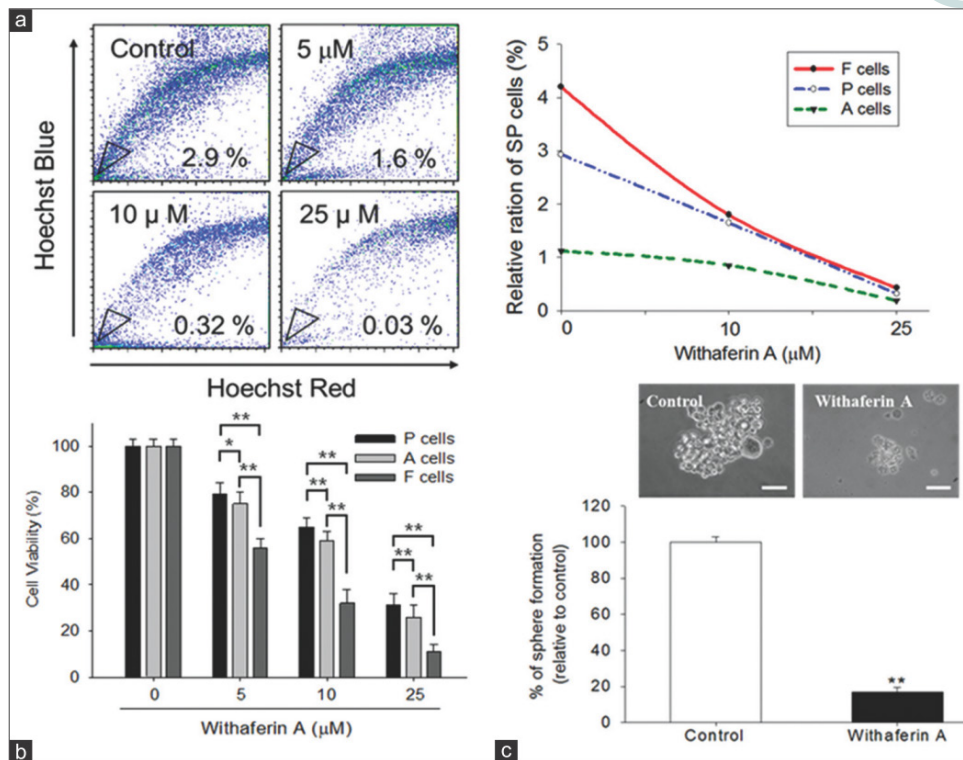 a
Control
2.9 %
5 μM
1.6 %
10 μ M
0.32 %
25 μ M
0.03 %
Hoechst Blue
Hoechst Red
5
4
3
2
1
0
Relative ration of SP cells (%)
F cells
P cells
A cells
0 10 25
Withaferin A (μM)
100
80
60
40
20
0
Cell Viability (%)
P cells
A cells
F cells
**
*
**
**
**
**
**
**
**
0 5 10 25
Withaferin A (μM)
b
Control
Withaferin A
120
100
80
60
40
20
0
% of sphere formation
(relative to control)
**
Control Withaferin A
c